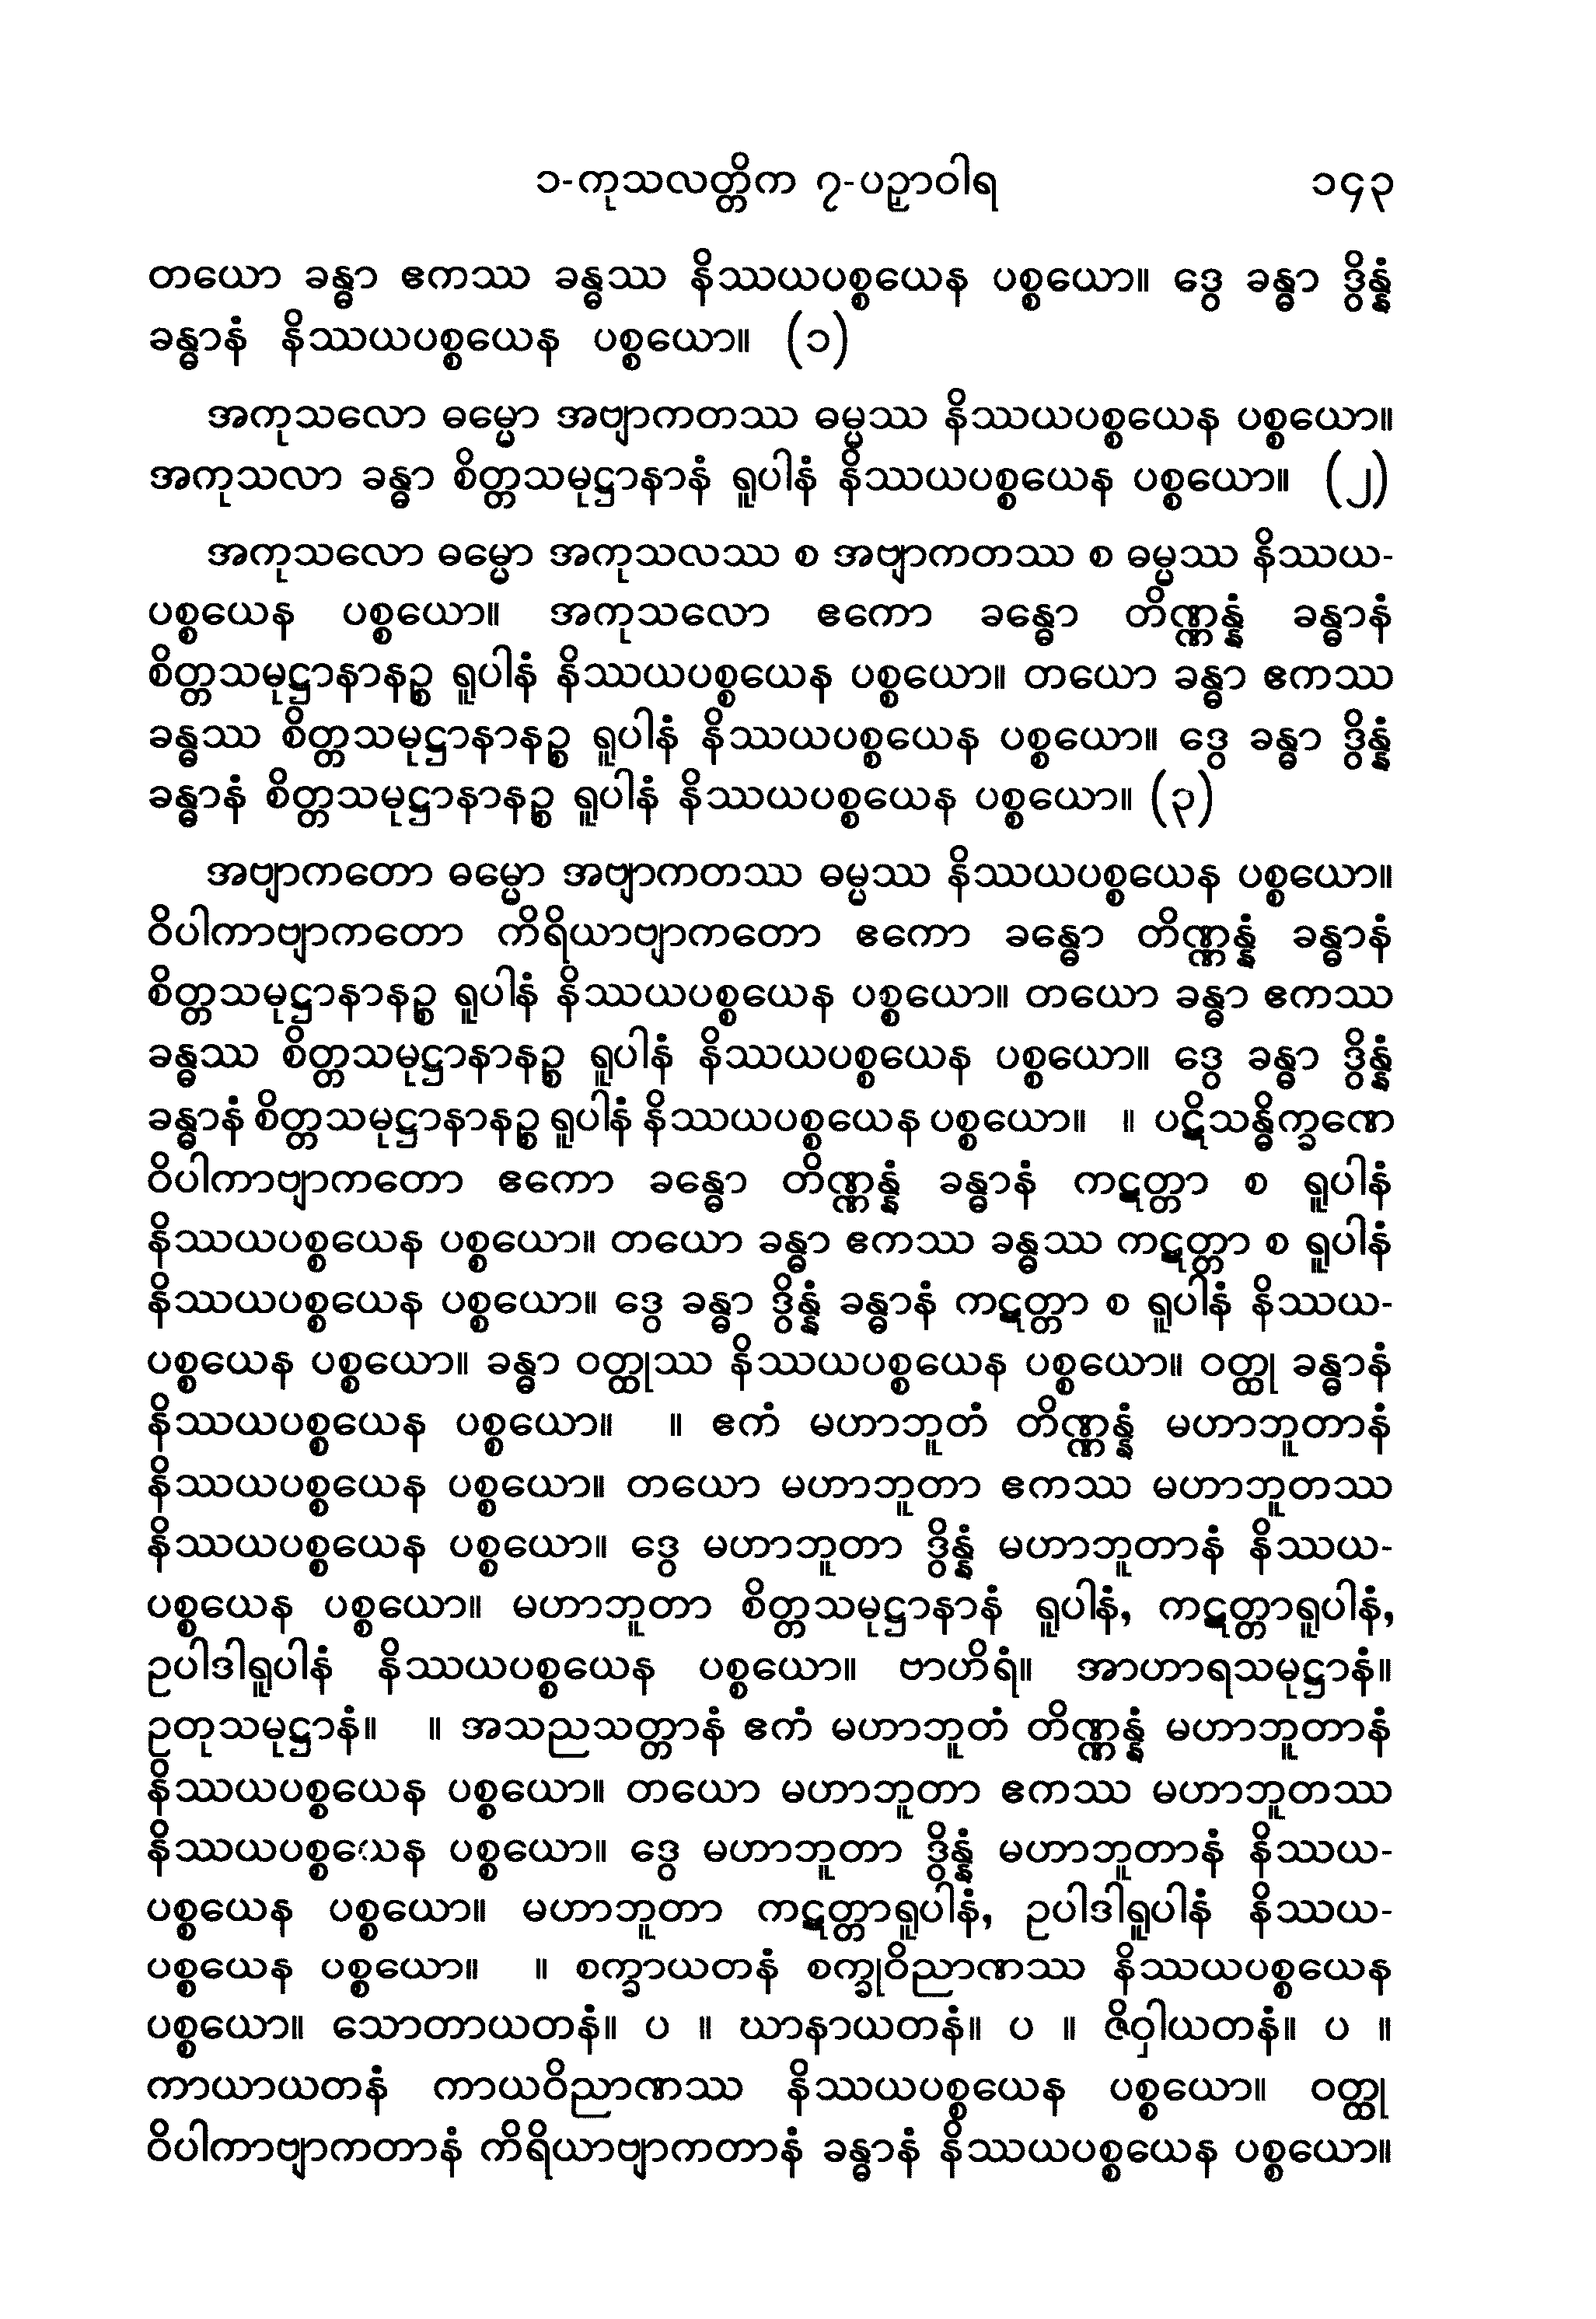 ၁-ကုသလတ္တိက ၇-ပဉှာဝါရ ၁၄၃
တယော ခန္ဓာ ဧကဿ ခန္ဓဿ နိဿယပစ္စယေန ပစ္စယော။ ဒွေ ခန္ဓာ ဒွိန္နံ
ခန္ဓာနံ နိဿယပစ္စယေန ပစ္စယော။ (၁)
အကုသလော ဓမ္မော အဗျာကတဿ ဓမ္မဿ နိဿယပစ္စယေန ပစ္စယော။
အကုသလာ ခန္ဓာ စိတ္တသမုဋ္ဌာနာနံ ရူပါနံ နိဿယပစ္စယေန ပစ္စယော။ (၂)
အကုသလော ဓမ္မော အကုသလဿ စ အဗျာကတဿ စ ဓမ္မဿ နိဿယ-
ပစ္စယေန ပစ္စယော။ အကုသလော ဧကော ခန္ဓော တိဏ္ဏန္နံ ခန္ဓာနံ
စိတ္တသမုဋ္ဌာနာနဉ္စ ရူပါနံ နိဿယပစ္စယေန ပစ္စယော။ တယော ခန္ဓာ ဧကဿ
ခန္ဓဿ စိတ္တသမုဋ္ဌာနာနဉ္စ ရူပါနံ နိဿယပစ္စယေန ပစ္စယော။ ဒွေ ခန္ဓာ ဒွိန္နံ
ခန္ဓာနံ စိတ္တသမုဋ္ဌာနာနဉ္စ ရူပါနံ နိဿယပစ္စယေန ပစ္စယော။ (၃)
အဗျာကတော ဓမ္မော အဗျာကတဿ ဓမ္မဿ နိဿယပစ္စယေန ပစ္စယော။
ဝိပါကာဗျာကတော ကိရိယာဗျာကတော ဧကော ခန္ဓော တိဏ္ဏန္နံ ခန္ဓာနံ
စိတ္တသမုဋ္ဌာနာနဉ္စ ရူပါနံ နိဿယပစ္စယေန ပစ္စယော။ တယော ခန္ဓာ ဧကဿ
ခန္ဓဿ စိတ္တသမုဋ္ဌာနာနဉ္စ ရူပါနံ နိဿယပစ္စယေန ပစ္စယော။ ဒွေ ခန္ဓာ ဒွိန္နံ
ခန္ဓာနံ စိတ္တသမုဋ္ဌာနာနဉ္စ ရူပါနံ နိဿယပစ္စယေန ပစ္စယော။ ။ ပဋိသန္ဓိက္ခဏေ
ဝိပါကာဗျာကတော ဧကော ခန္ဓော တိဏ္ဏန္နံ ခန္ဓာနံ ကဋတ္တာ စ ရူပါနံ
နိဿယပစ္စယေန ပစ္စယော။ တယော ခန္ဓာ ဧကဿ ခန္ဓဿ ကဋတ္တာ စ ရူပါနံ
နိဿယပစ္စယေန ပစ္စယော။ ဒွေ ခန္ဓာ ဒွိန္နံ ခန္ဓာနံ ကဋတ္တာ စ ရူပါနံ နိဿယ-
ပစ္စယေန ပစ္စယော။ ခန္ဓာ ဝတ္ထုဿ နိဿယပစ္စယေန ပစ္စယော။ ဝတ္ထု ခန္ဓာနံ
နိဿယပစ္စယေန ပစ္စယော။ ။ ဧကံ မဟာဘူတံ တိဏ္ဏန္နံ မဟာဘူတာနံ
နိဿယပစ္စယေန ပစ္စယော။ တယော မဟာဘူတာ ဧကဿ မဟာဘူတဿ
နိဿယပစ္စယေန ပစ္စယော။ ဒွေ မဟာဘူတာ ဒွိန္နံ မဟာဘူတာနံ နိဿယ-
ပစ္စယေန ပစ္စယော။ မဟာဘူတာ စိတ္တသမုဋ္ဌာနာနံ ရူပါနံ, ကဋတ္တာရူပါနံ,
ဥပါဒါရူပါနံ နိဿယပစ္စယေန ပစ္စယော။ ဗာဟိရံ။ အာဟာရသမုဋ္ဌာနံ။
ဥတုသမုဋ္ဌာနံ။ ။ အသညသတ္တာနံ ဧကံ မဟာဘူတံ တိဏ္ဏန္နံ မဟာဘူတာနံ
နိဿယပစ္စယေန ပစ္စယော။ တယော မဟာဘူတာ ဧကဿ မဟာဘူတဿ
နိဿယပစ္စယေန ပစ္စယော။ ဒွေ မဟာဘူတာ ဒွိန္နံ မဟာဘူတာနံ နိဿယ-
ပစ္စယေန ပစ္စယော။ မဟာဘူတာ ကဋတ္တာရူပါနံ, ဥပါဒါရူပါနံ နိဿယ-
ပစ္စယေန ပစ္စယော။ ။ စက္ခာယတနံ စက္ခုဝိညာဏဿ နိဿယပစ္စယေန
ပစ္စယော။ သောတာယတနံ။ ပ ။ ဃာနာယတနံ။ ပ ။ ဇိဝှါယတနံ။ ပ ။
ကာယာယတနံ ကာယဝိညာဏဿ နိဿယပစ္စယေန ပစ္စယော။ ဝတ္ထု
ဝိပါကာဗျာကတာနံ ကိရိယာဗျာကတာနံ ခန္ဓာနံ နိဿယပစ္စယေန ပစ္စယော။